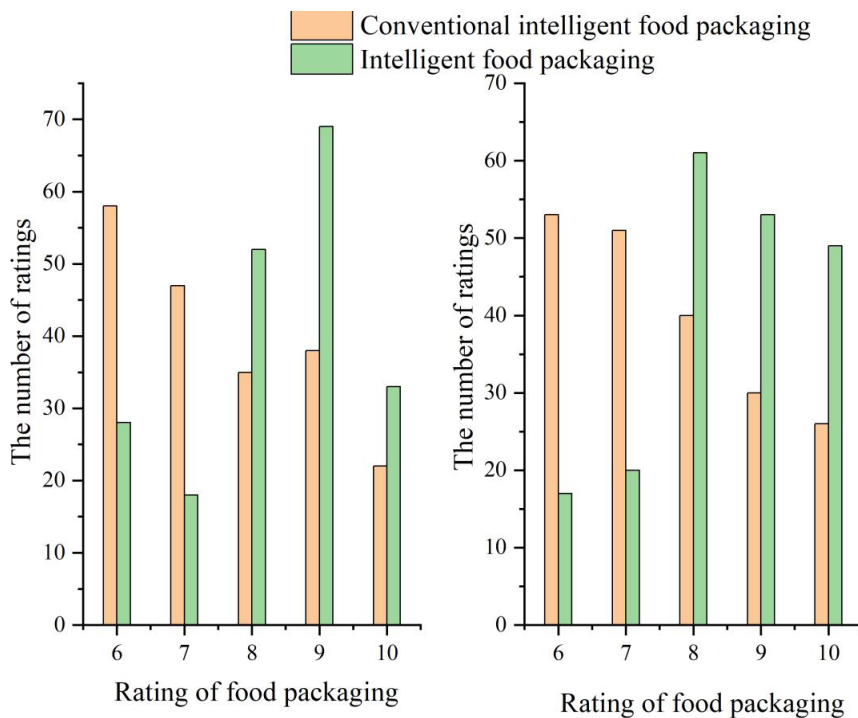 Conventional intelligent food packaging
Intelligent food packaging
The number of ratings
70
60
50
40
30
20
10
0
6 7 8 9 10
Rating of food packaging
The number of ratings
70
60
50
40
30
20
10
0
6 7 8 9 10
Rating of food packaging